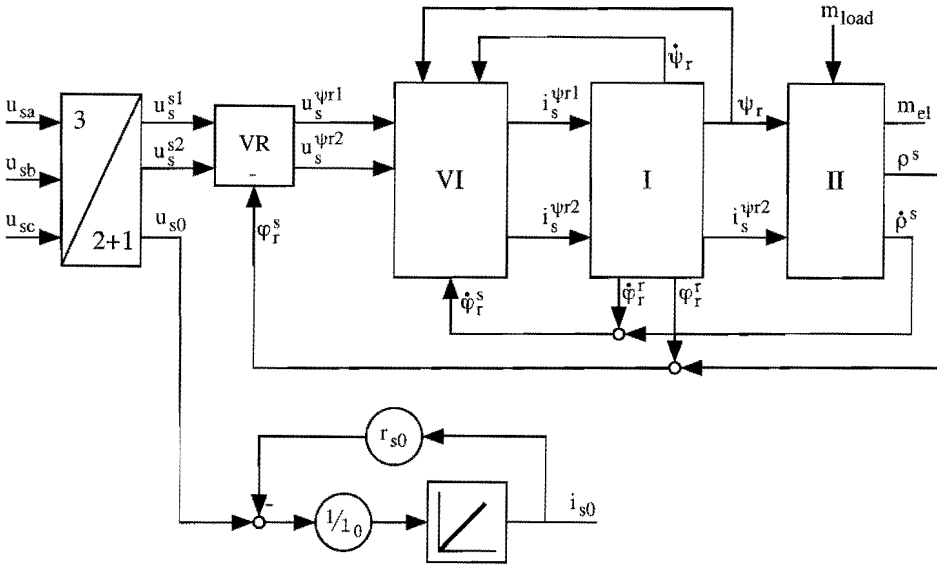 m_load
ψ̇_r
u_sa
3
u_s^s1
u_s^ψr1
i_s^ψr1
ψ_r
m_el
VR
u_sb
u_s^s2
u_s^ψr2
VI
I
II
ρ^s
-
u_sc
2+1
u_s0
φ_r^s
i_s^ψr2
i_s^ψr2
ρ̇^s
φ̇_r^s
φ̇_r^r
φ_r^r
r_s0
-
1/1_0
i_s0